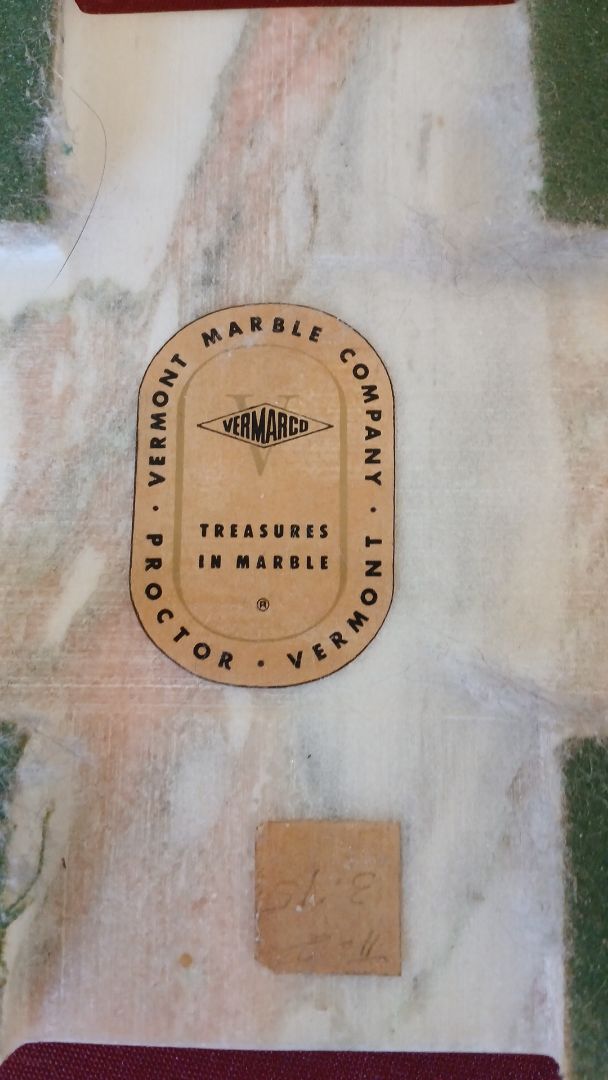 VERMONT MARBLE COMPANY
V
VERMARCO
TREASURES
IN MARBLE
®
PROCTOR • VERMONT